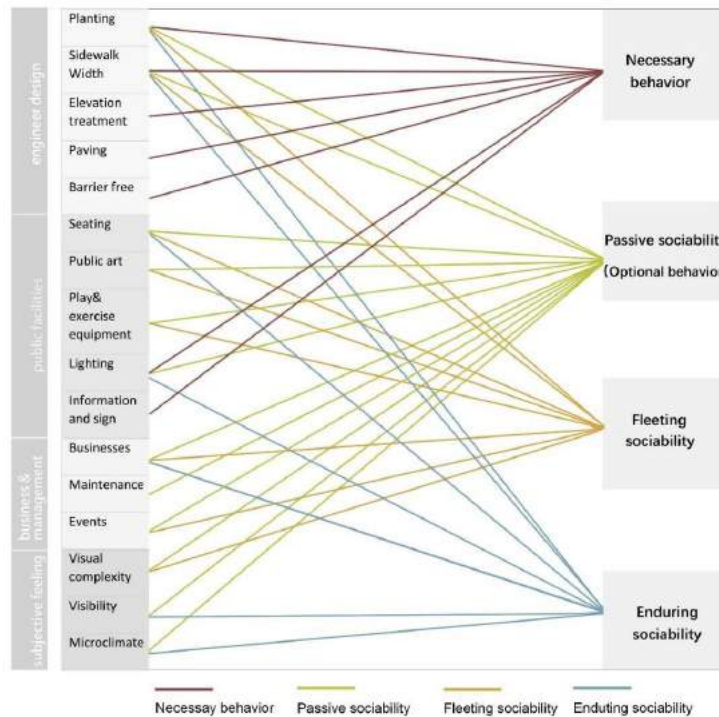 engineer design
public facilities
business &
management
subjective feeling
Planting
Sidewalk
Width
Elevation
treatment
Paving
Barrier free
Seating
Public art
Play&
exercise
equipment
Lighting
Information
and sign
Businesses
Maintenance
Events
Visual
complexity
Visibility
Microclimate
Necessary
behavior
Passive sociabilit
(Optional behavior
Fleeting
sociability
Enduring
sociability
Necessay behavior
Passive sociability
Fleeting sociability
Enduting sociability